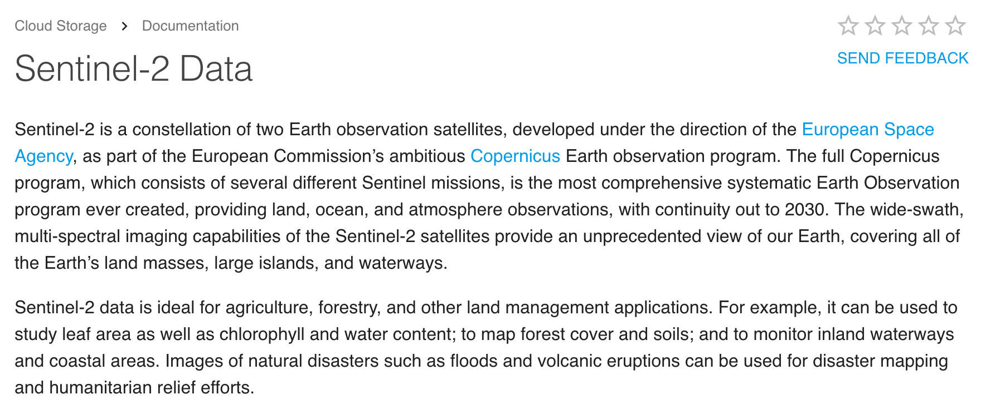 Cloud Storage > Documentation
SEND FEEDBACK
Sentinel-2 Data
Sentinel-2 is a constellation of two Earth observation satellites, developed under the direction of the European Space
Agency, as part of the European Commission’s ambitious Copernicus Earth observation program. The full Copernicus
program, which consists of several different Sentinel missions, is the most comprehensive systematic Earth Observation
program ever created, providing land, ocean, and atmosphere observations, with continuity out to 2030. The wide-swath,
multi-spectral imaging capabilities of the Sentinel-2 satellites provide an unprecedented view of our Earth, covering all of
the Earth’s land masses, large islands, and waterways.
Sentinel-2 data is ideal for agriculture, forestry, and other land management applications. For example, it can be used to
study leaf area as well as chlorophyll and water content; to map forest cover and soils; and to monitor inland waterways
and coastal areas. Images of natural disasters such as floods and volcanic eruptions can be used for disaster mapping
and humanitarian relief efforts.